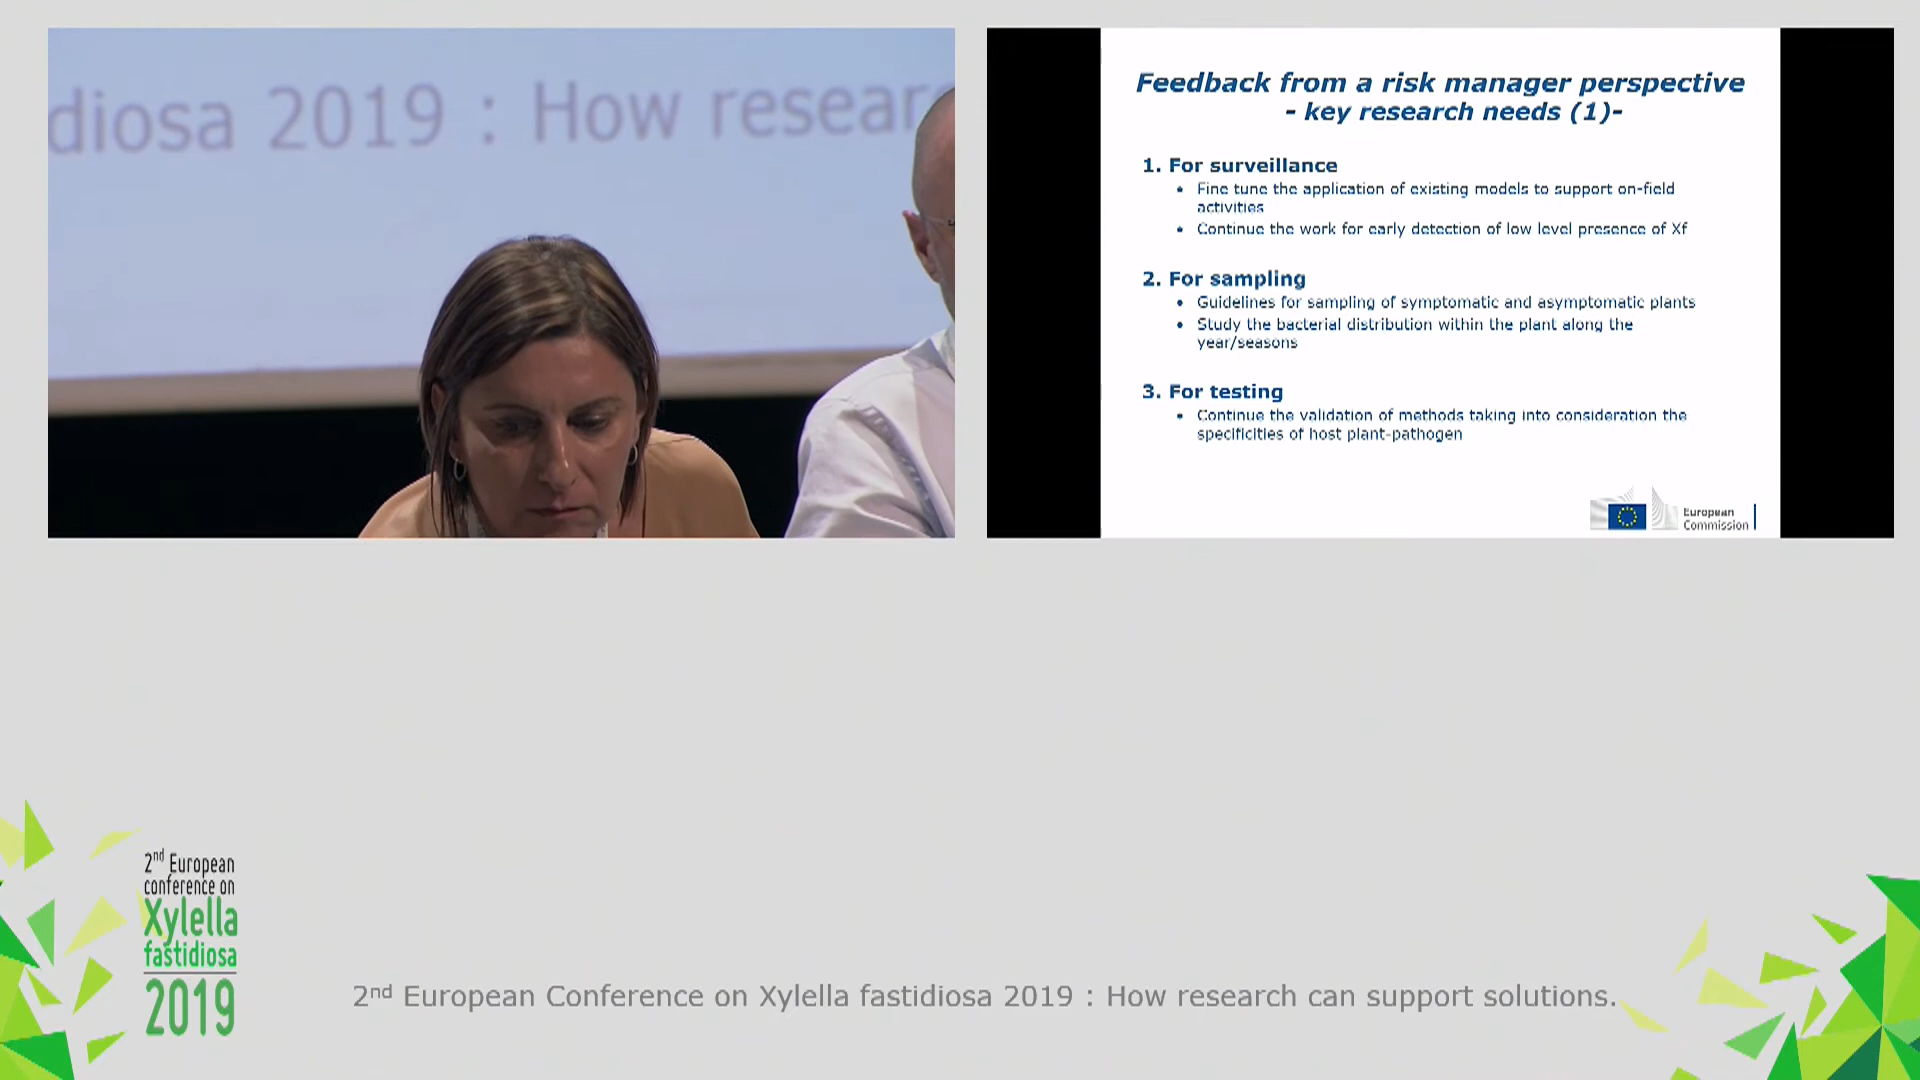 diosa 2019 : How resear
Feedback from a risk manager perspective
- key research needs (1)-
1. For surveillance
• Fine tune the application of existing models to support on-field
activities
• Continue the work for early detection of low level presence of Xf
2. For sampling
• Guidelines for sampling of symptomatic and asymptomatic plants
• Study the bacterial distribution within the plant along the
year/seasons
3. For testing
• Continue the validation of methods taking into consideration the
specificities of host plant-pathogen
European
Commission
2nd European
conference on
Xylella
fastidiosa
2019
2nd European Conference on Xylella fastidiosa 2019 : How research can support solutions.